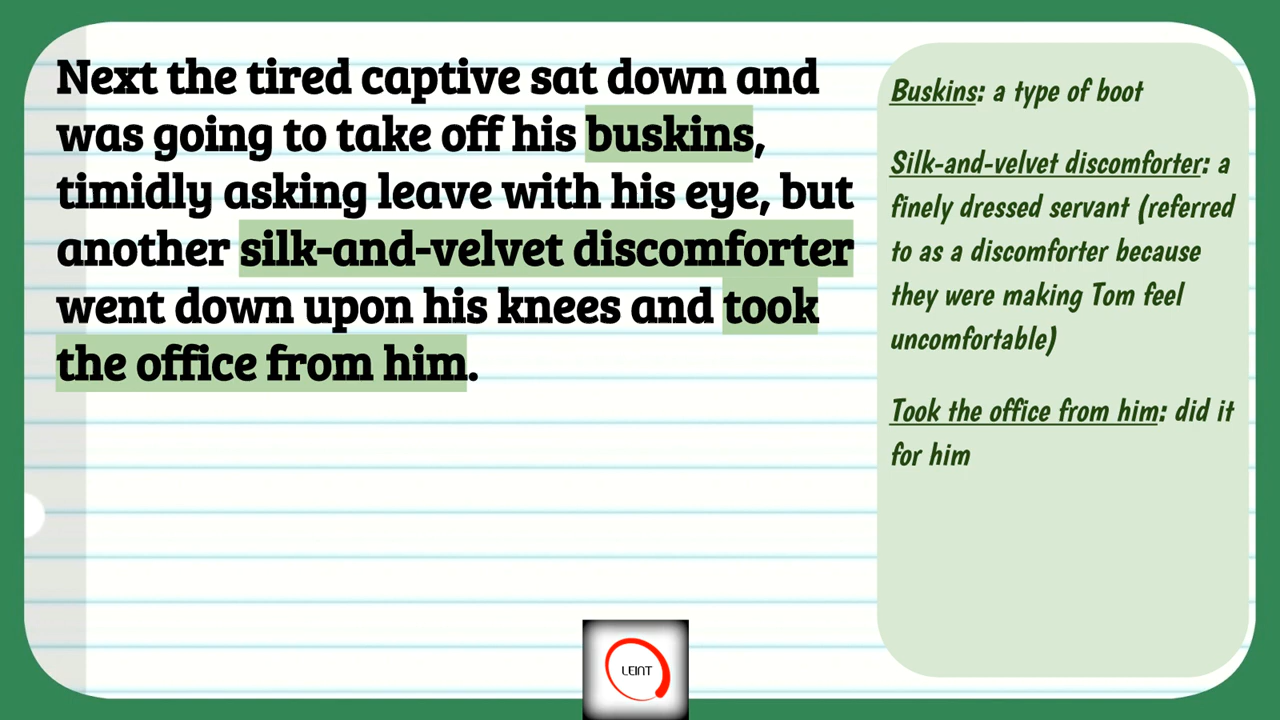 Next the tired captive sat down and
was going to take off his buskins,
timidly asking leave with his eye, but
another silk-and-velvet discomforter
went down upon his knees and took
the office from him.
Buskins: a type of boot
Silk-and-velvet discomforter: a
finely dressed servant (referred
to as a discomforter because
they were making Tom feel
uncomfortable)
Took the office from him: did it
for him
LEINT